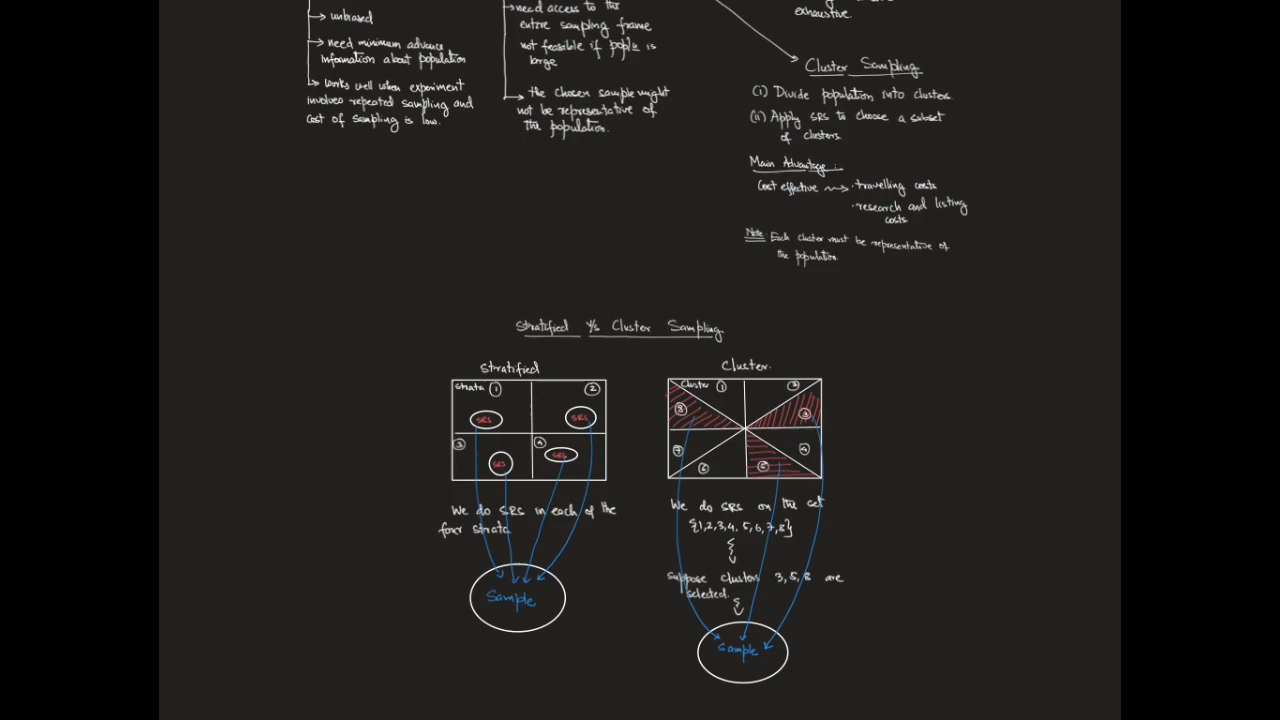 → unbiased
→ need minimum advance
information about population
→ works well when experiment
involves repeated sampling and
cost of sampling is low.
→ need access to the
entire sampling frame
not feasible if popl⁠n is
large
→ the chosen sample might
not be representative of
the population.
exhaustive.
Cluster Sampling
(i) Divide population into clusters.
(ii) Apply SRS to choose a subset
of clusters.
Main Advantage:
Cost effective → · travelling costs
· research and listing
costs
Note: Each cluster must be representative of
the population.
Stratified V/s Cluster Sampling
Stratified
Strata 1 2
SRS SRS
3 4
SRS SRS
We do SRS in each of the
four strata
Sample
Cluster.
Cluster 1 2
8 3
7 4
6 5
We do SRS on the set
{1,2,3,4,5,6,7,8}
Suppose clusters 3,5,8 are
selected.
Sample